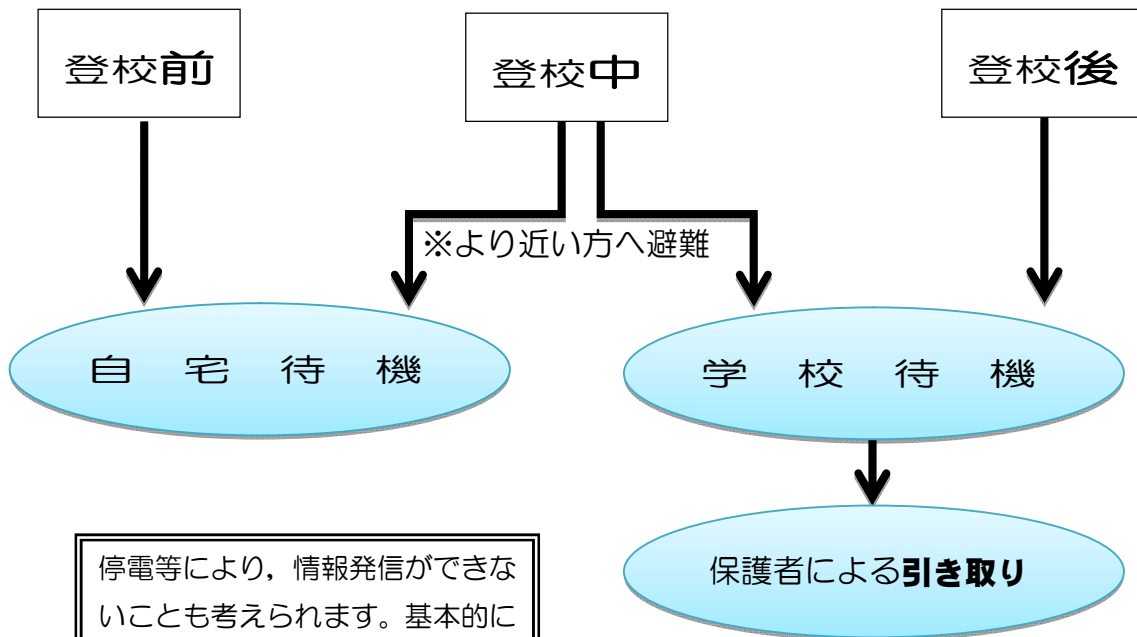 登校前
登校中
登校後
※より近い方へ避難
自宅待機
学校待機
保護者による引き取り
停電等により，情報発信ができな
いことも考えられます。基本的に